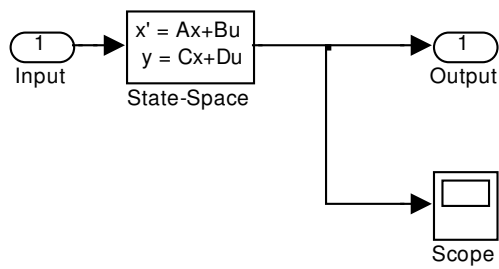 1
Input
x' = Ax+Bu
y = Cx+Du
State-Space
1
Output
Scope